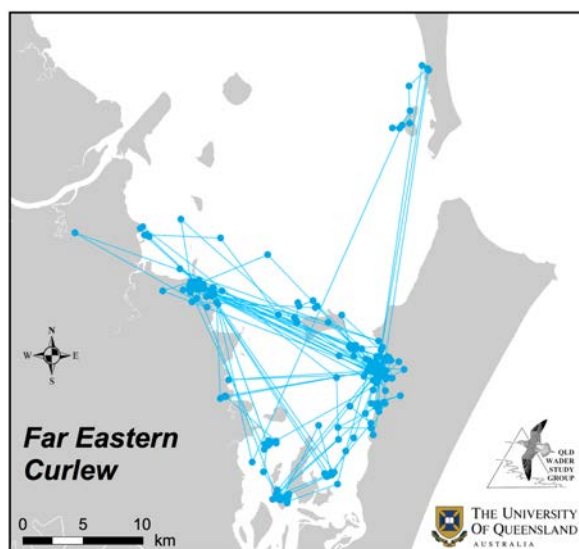 N
W E
S
Far Eastern
Curlew
0 5 10
km
QLD
WADER
STUDY
GROUP
THE UNIVERSITY
OF QUEENSLAND
AUSTRALIA